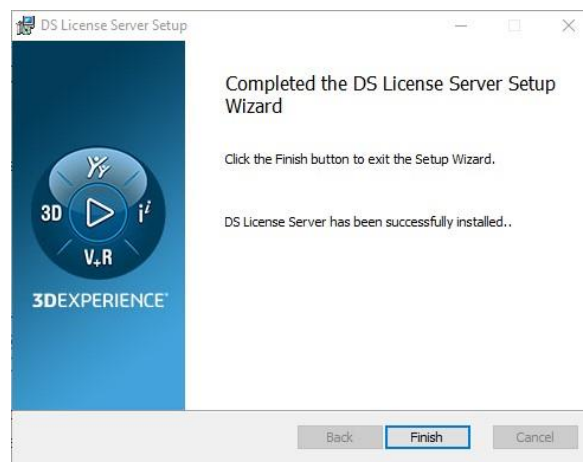 DS License Server Setup
Completed the DS License Server Setup
Wizard
Click the Finish button to exit the Setup Wizard.
DS License Server has been successfully installed..
3D
i²
V+R
3DEXPERIENCE®
Back
Finish
Cancel